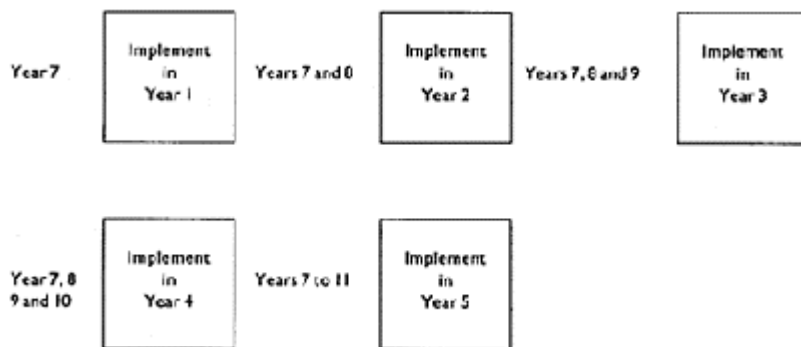 Year 7
Implement
in
Year 1
Years 7 and 8
Implement
in
Year 2
Years 7, 8 and 9
Implement
in
Year 3
Year 7, 8
9 and 10
Implement
in
Year 4
Years 7 to 11
Implement
in
Year 5